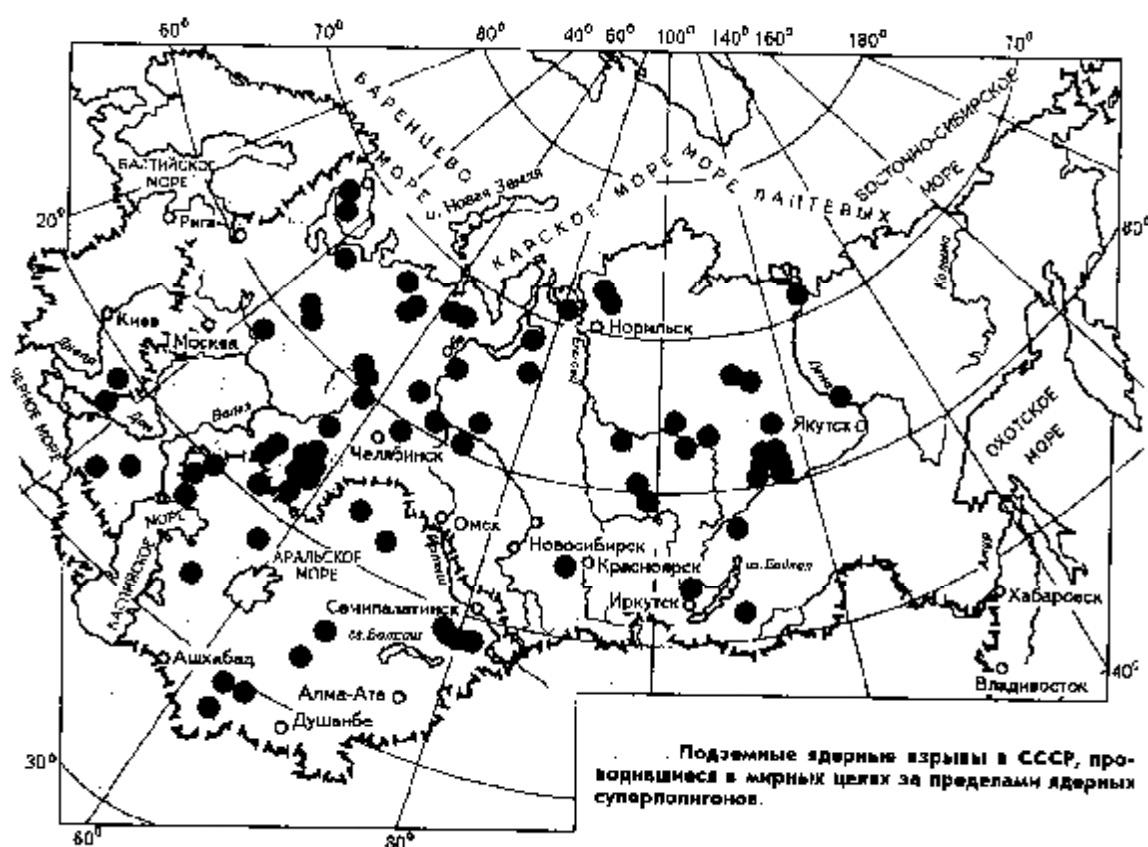 60° 70° 80° 40° 60° 100° 140° 160° 180° 70°
БАРЕНЦЕВО
МОРЕ
БАЛТИЙСКОЕ
МОРЕ
о. Новая Земля
КАРСКОЕ МОРЕ
МОРЕ ЛАПТЕВЫХ
ВОСТОЧНО-СИБИРСКОЕ
МОРЕ
20°
Рига
80°
Колыма
Киев
Москва
Норильск
Днепр
Дон
Волга
Обь
Енисей
Лена
ЧЕРНОЕ МОРЕ
Челябинск
Якутск
ОХОТСКОЕ
МОРЕ
Омск
Иртыш
Новосибирск
Красноярск
оз. Байкал
Иркутск
Амур
Хабаровск
КАСПИЙСКОЕ
МОРЕ
АРАЛЬСКОЕ
МОРЕ
Семипалатинск
оз. Балхаш
Ашхабад
Алма-Ата
Душанбе
Владивосток
40°
30°
60°
80°
Подземные ядерные взрывы в СССР, про-
водившиеся в мирных целях за пределами ядерных
суперполигонов.